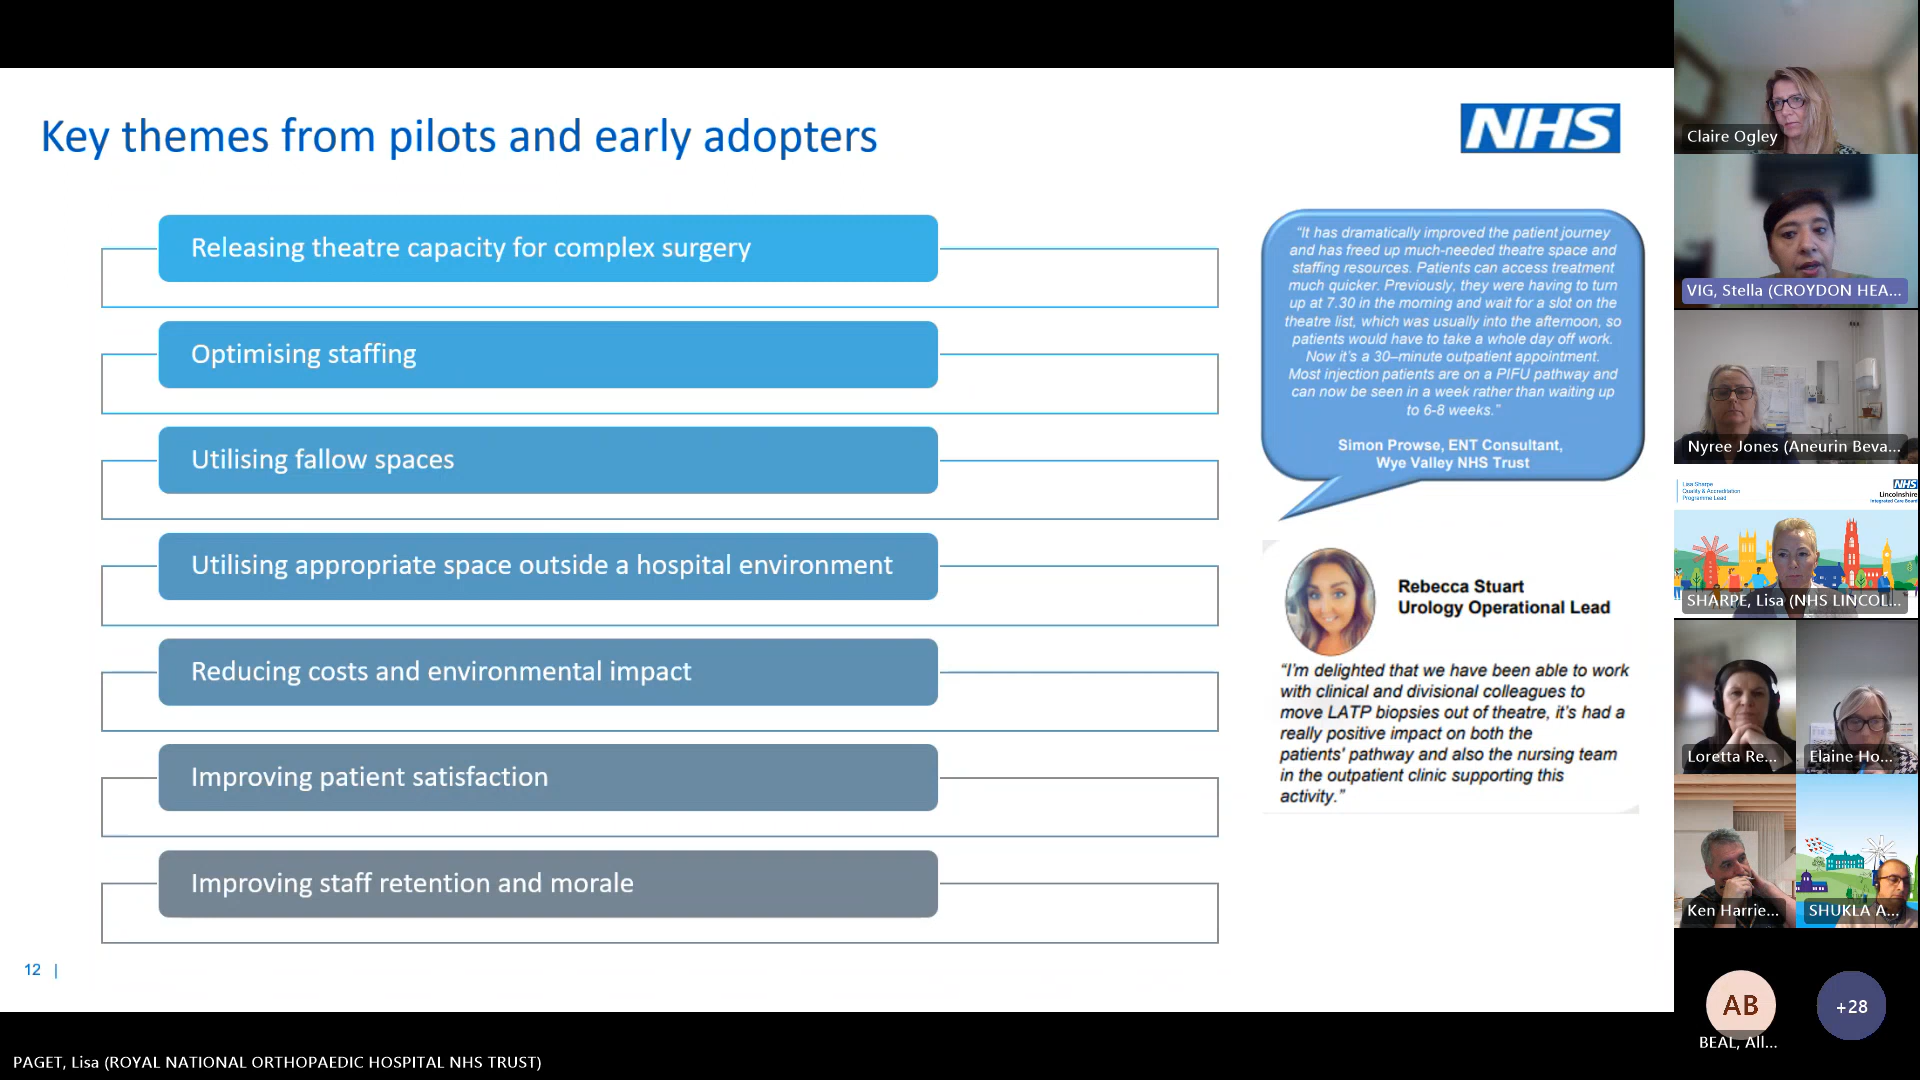 Key themes from pilots and early adopters
NHS
Releasing theatre capacity for complex surgery
Optimising staffing
Utilising fallow spaces
Utilising appropriate space outside a hospital environment
Reducing costs and environmental impact
Improving patient satisfaction
Improving staff retention and morale
"It has dramatically improved the patient journey
and has freed up much-needed theatre space and
staffing resources. Patients can access treatment
much quicker. Previously, they were having to turn
up at 7.30 in the morning and wait for a slot on the
theatre list, which was usually into the afternoon, so
patients would have to take a whole day off work.
Now it's a 30–minute outpatient appointment.
Most injection patients are on a PIFU pathway and
can now be seen in a week rather than waiting up
to 6-8 weeks."
Simon Prowse, ENT Consultant,
Wye Valley NHS Trust
Rebecca Stuart
Urology Operational Lead
"I'm delighted that we have been able to work
with clinical and divisional colleagues to
move LATP biopsies out of theatre, it's had a
really positive impact on both the
patients' pathway and also the nursing team
in the outpatient clinic supporting this
activity."
12 |
Claire Ogley
VIG, Stella (CROYDON HEA...
Nyree Jones (Aneurin Beva...
Lisa Sharpe
Quality & Accreditation
Programme Lead
NHS
Lincolnshire
Integrated Care Board
SHARPE, Lisa (NHS LINCOL...
Loretta Re...
Elaine Ho...
Ken Harrie...
SHUKLA A...
AB
BEAL, All...
+28
PAGET, Lisa (ROYAL NATIONAL ORTHOPAEDIC HOSPITAL NHS TRUST)